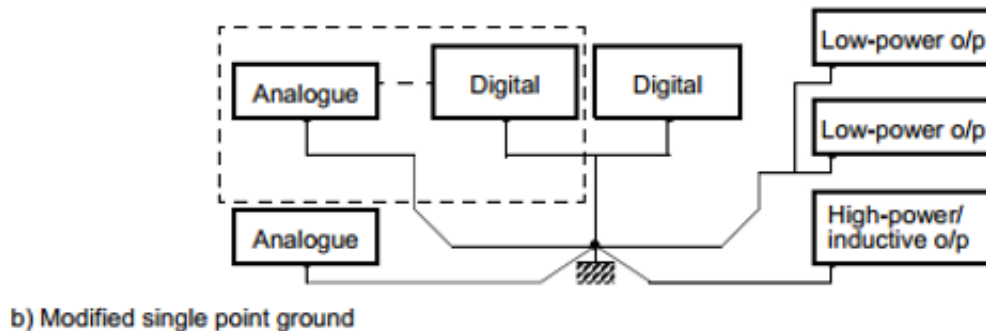 Low-power o/p
Analogue
Digital
Digital
Low-power o/p
Analogue
High-power/
inductive o/p
b) Modified single point ground